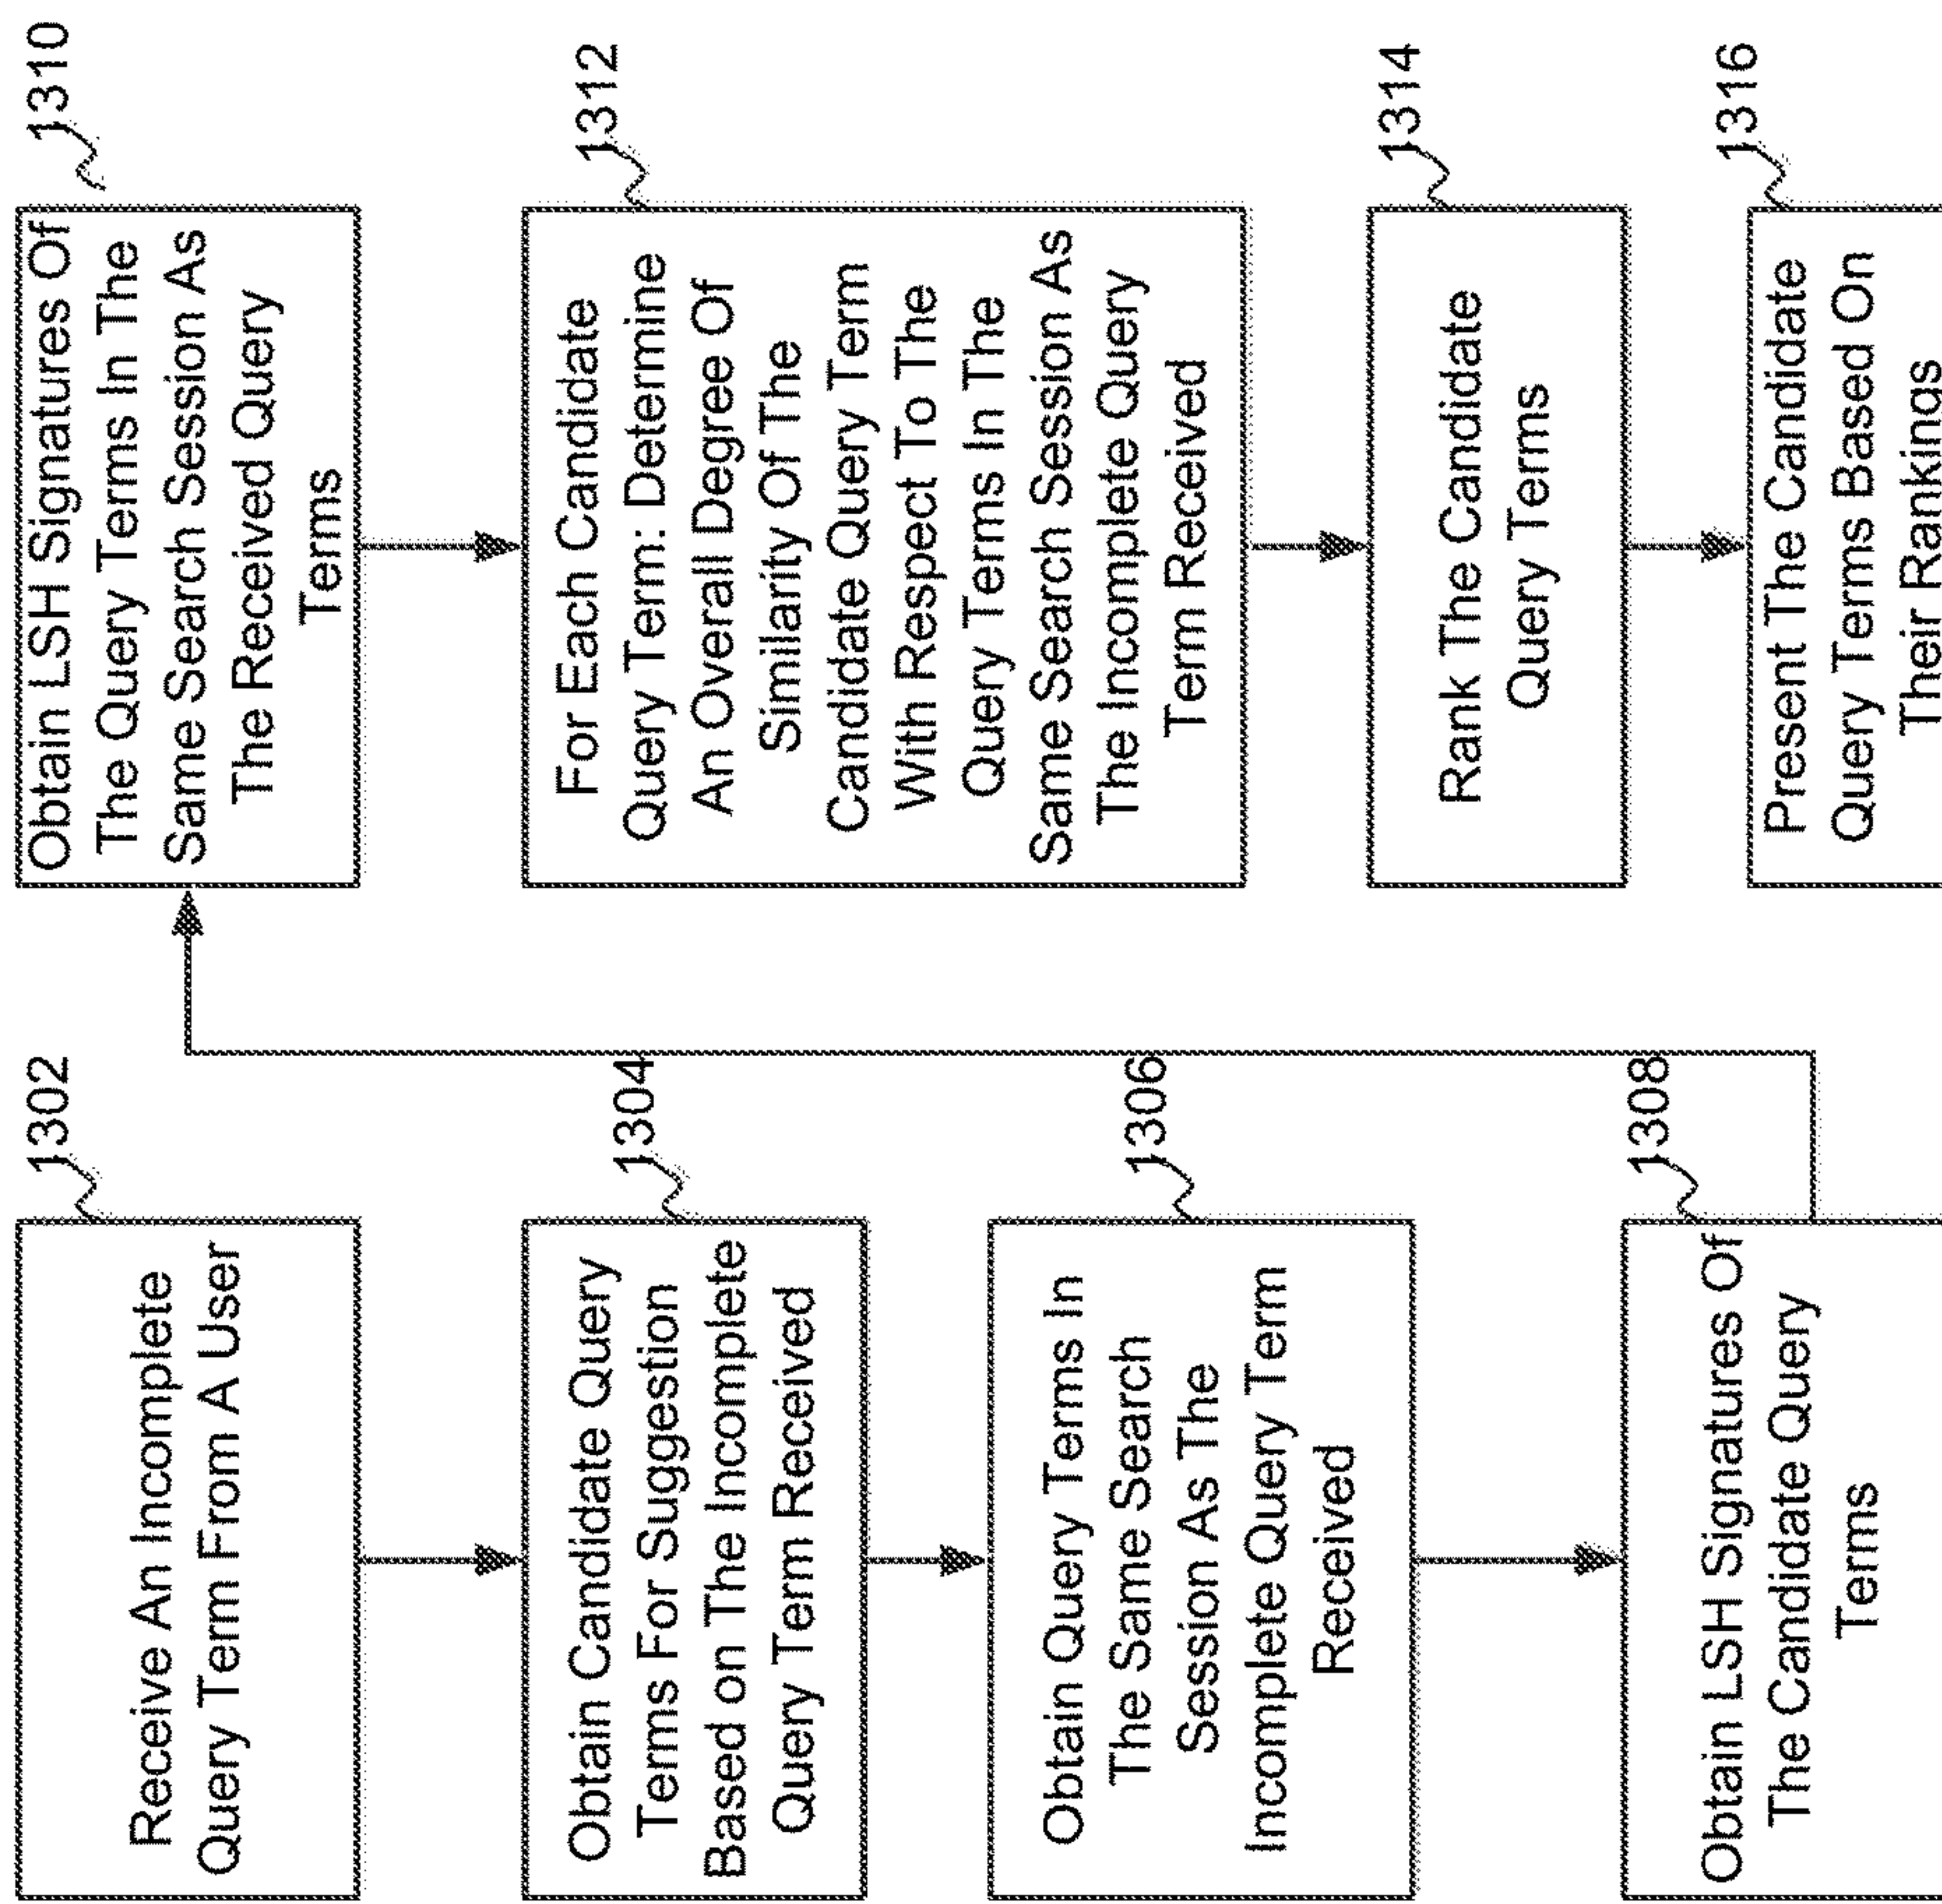 1302
Receive An Incomplete
Query Term From A User
1304
Obtain Candidate Query
Terms For Suggestion
Based on The Incomplete
Query Term Received
1306
Obtain Query Terms In
The Same Search
Session As The
Incomplete Query Term
Received
1308
Obtain LSH Signatures Of
The Candidate Query
Terms
1310
Obtain LSH Signatures Of
The Query Terms In The
Same Search Session As
The Received Query
Terms
1312
For Each Candidate
Query Term: Determine
An Overall Degree Of
Similarity Of The
Candidate Query Term
With Respect To The
Query Terms In The
Same Search Session As
The Incomplete Query
Term Received
1314
Rank The Candidate
Query Terms
1316
Present The Candidate
Query Terms Based On
Their Rankings